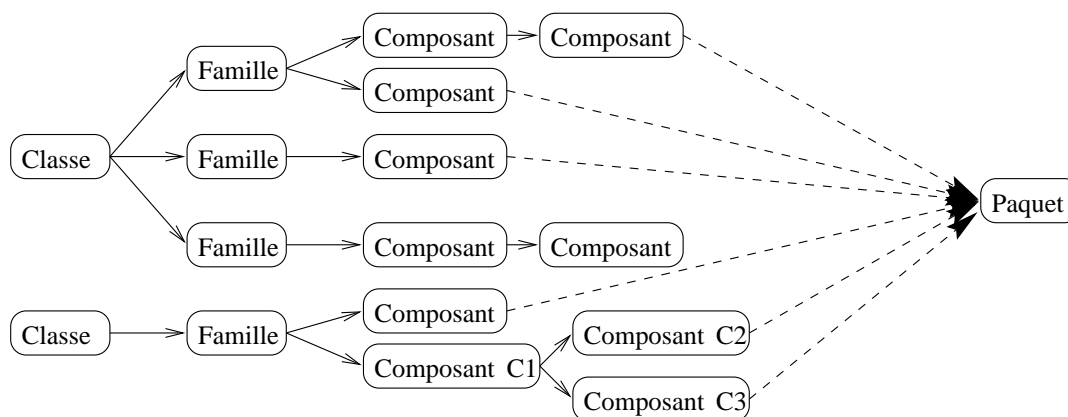 Composant
Composant
Famille
Composant
Classe
Famille
Composant
Paquet
Famille
Composant
Composant
Composant
Classe
Famille
Composant C2
Composant C1
Composant C3